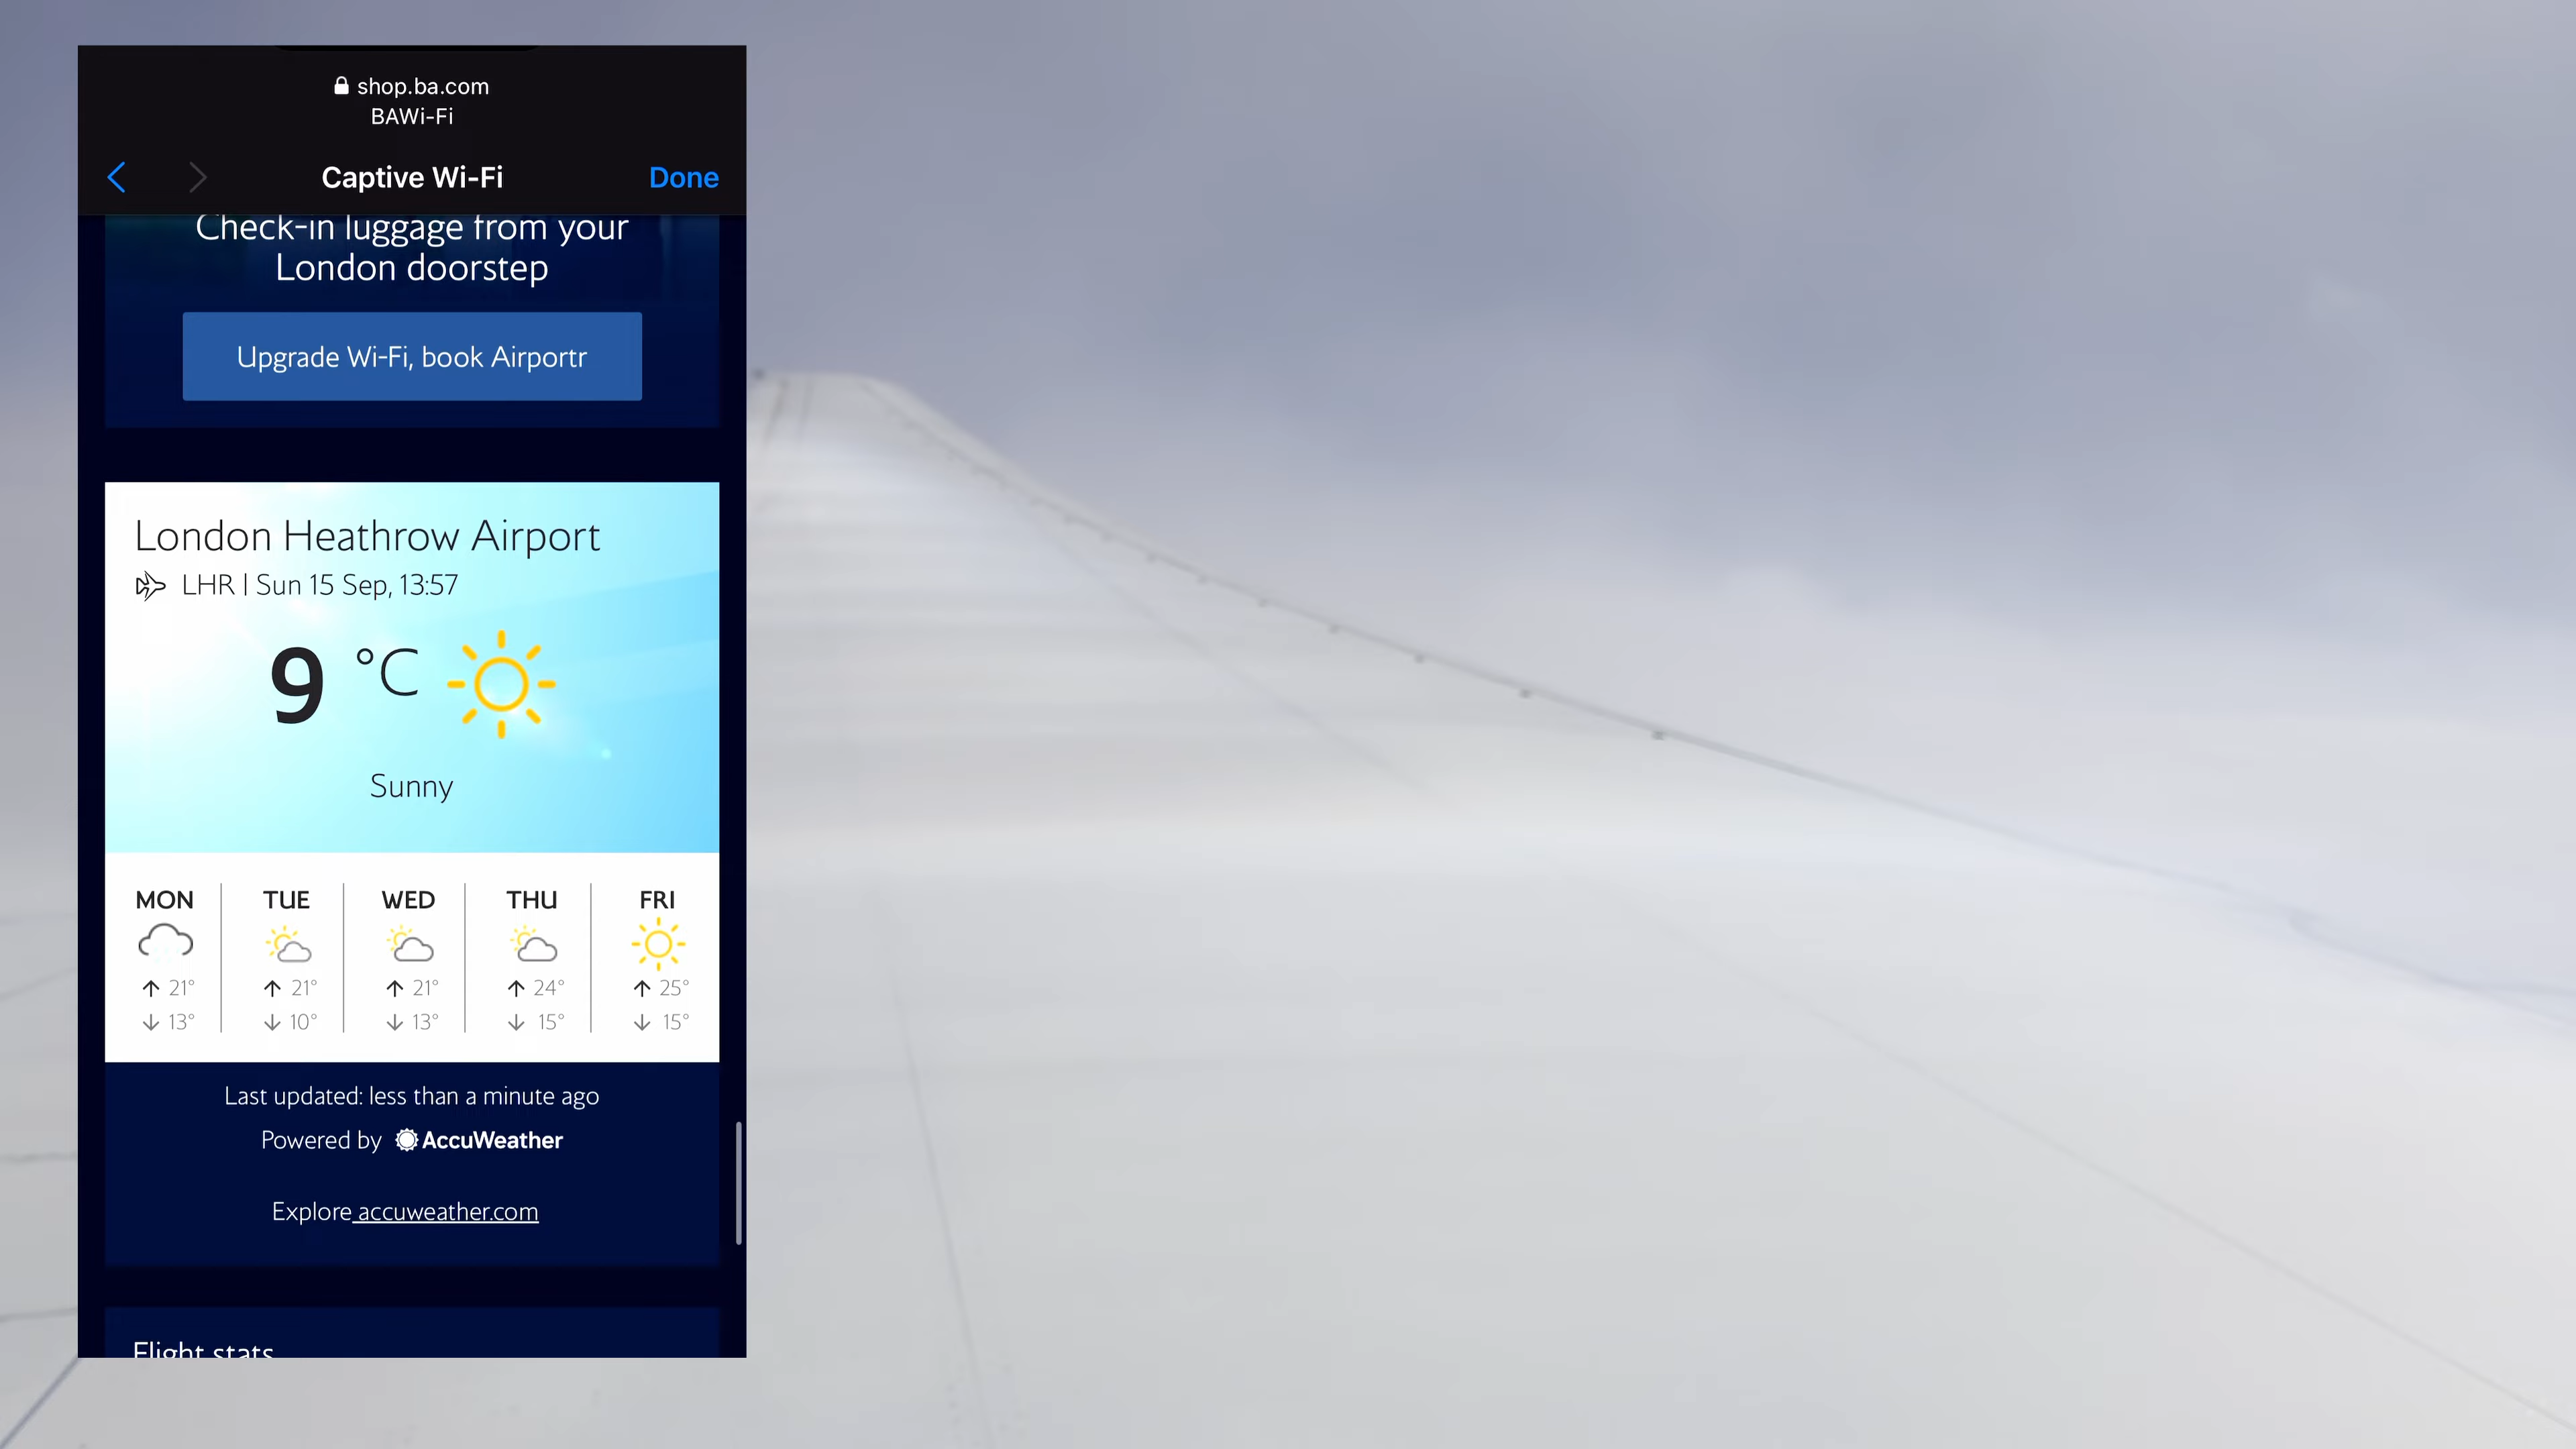 shop.ba.com
BAWi-Fi
Captive Wi-Fi
Done
Check-in luggage from your
London doorstep
Upgrade Wi-Fi, book Airportr
London Heathrow Airport
LHR | Sun 15 Sep, 13:57
9 °C
Sunny
MON TUE WED THU FRI
↑ 21° ↑ 21° ↑ 21° ↑ 24° ↑ 25°
↓ 13° ↓ 10° ↓ 13° ↓ 15° ↓ 15°
Last updated: less than a minute ago
Powered by AccuWeather
Explore accuweather.com
Flight stats